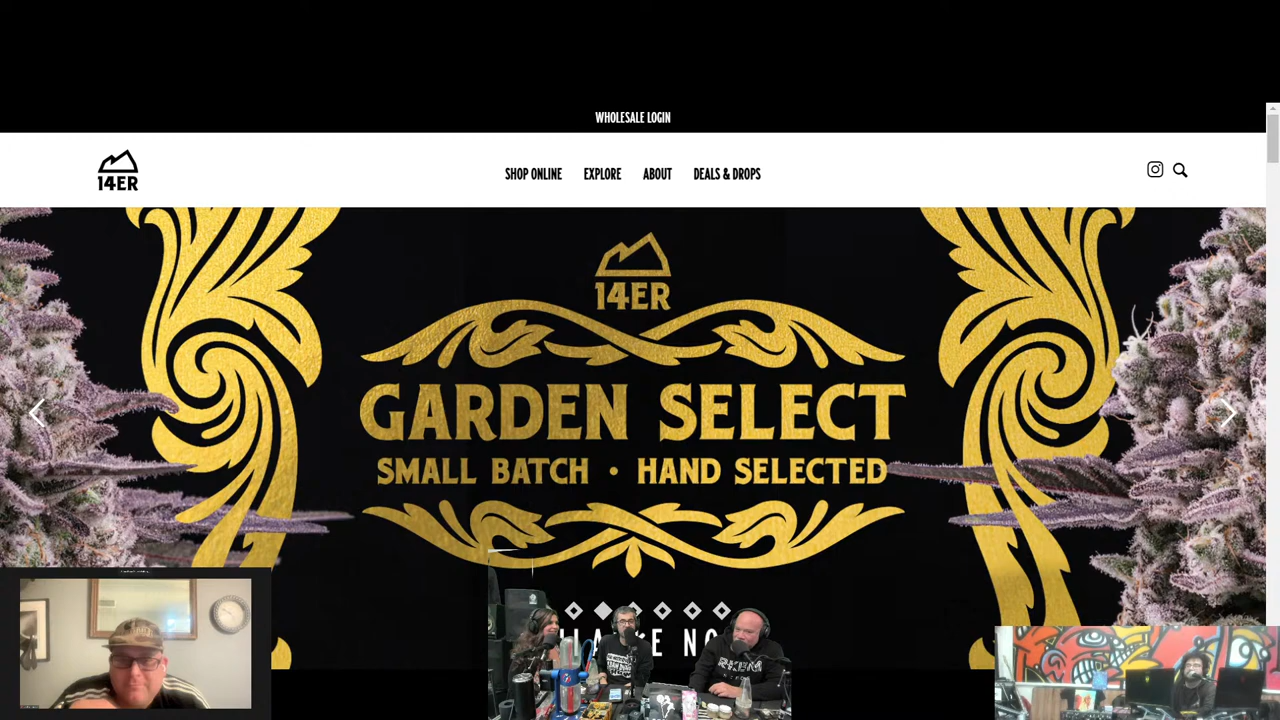 WHOLESALE LOGIN
14ER
SHOP ONLINE
EXPLORE
ABOUT
DEALS & DROPS
14ER
GARDEN SELECT
SMALL BATCH • HAND SELECTED